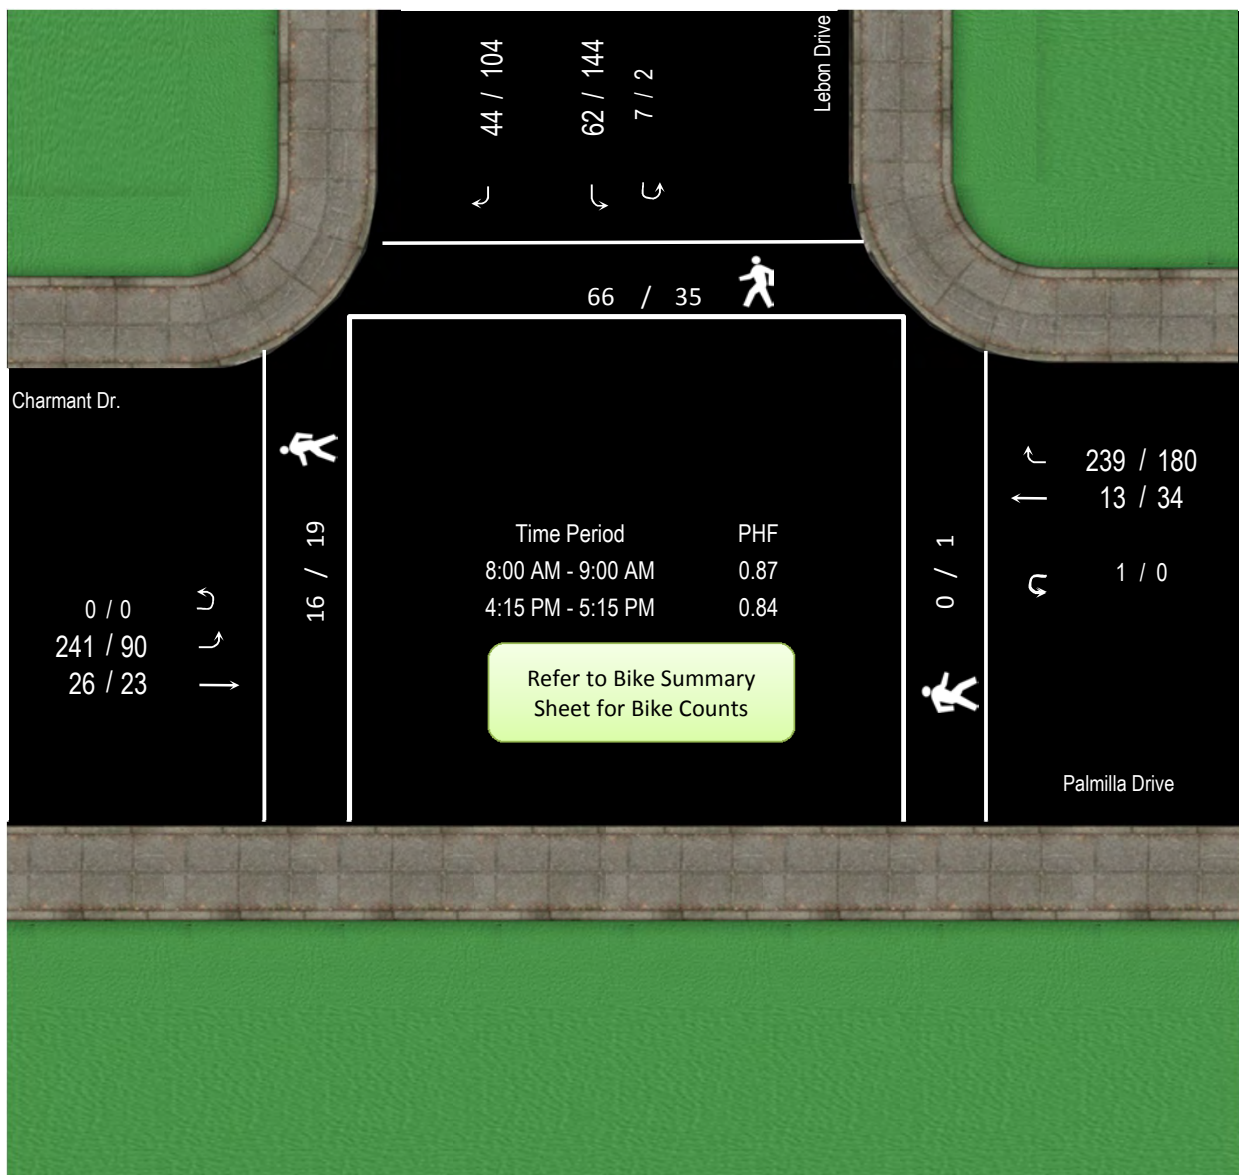 44 / 104
62 / 144
7 / 2
Lebon Drive
66 / 35
Charmant Dr.
239 / 180
13 / 34
1 / 0
16 / 19
0 / 1
Time Period PHF
8:00 AM - 9:00 AM 0.87
4:15 PM - 5:15 PM 0.84
0 / 0
241 / 90
26 / 23
Refer to Bike Summary
Sheet for Bike Counts
Palmilla Drive